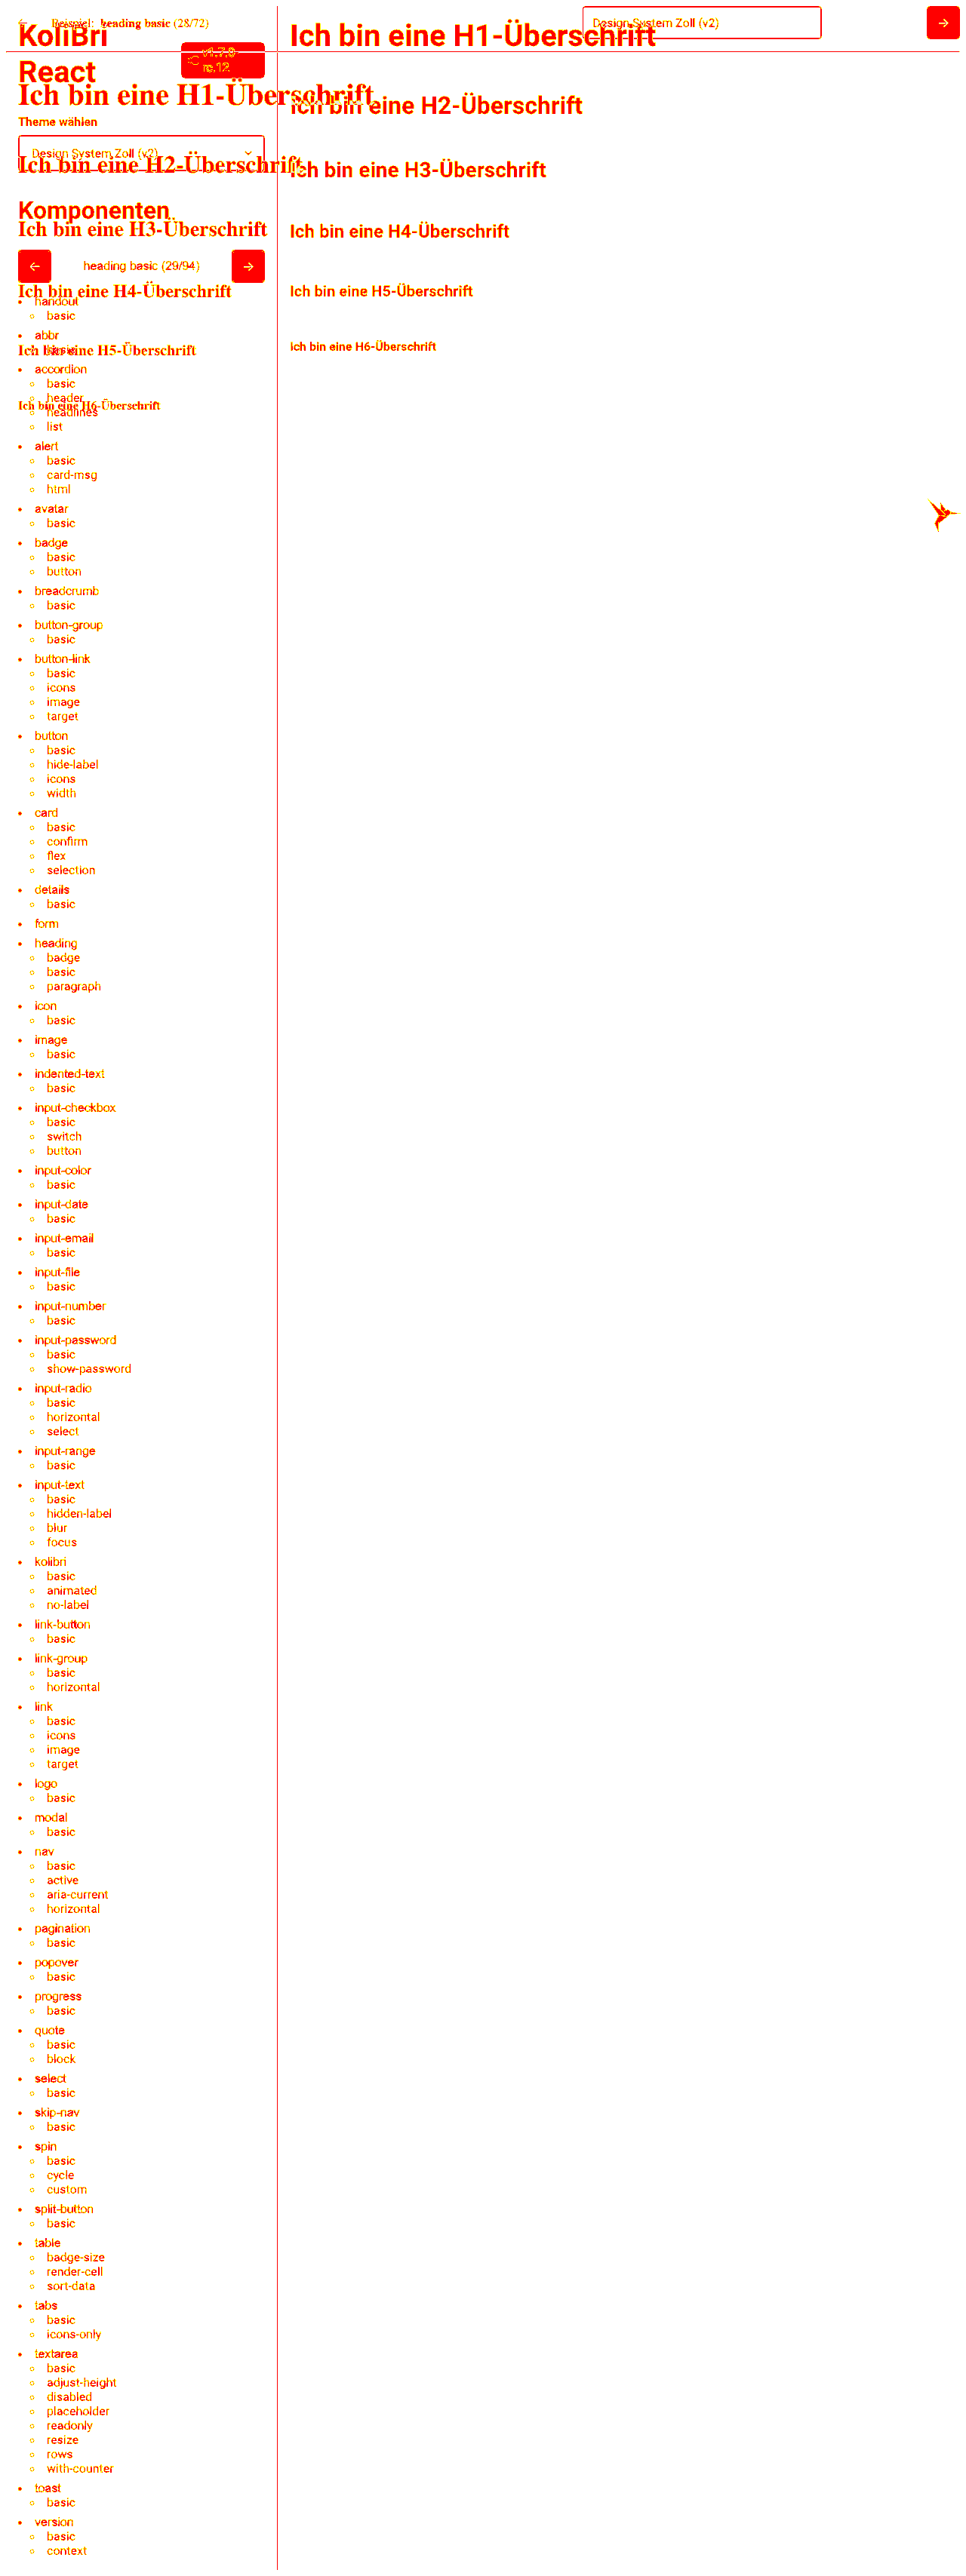 Beispiel: heading basic (28/72)
Design System Zoll (v2)
KoliBri
React
v1.7.0
rc.12
Ich bin eine H1-Überschrift
Theme wählen
Design System Zoll (v2)
Ich bin eine H2-Überschrift
Komponenten
Ich bin eine H3-Überschrift
heading basic (29/94)
Ich bin eine H4-Überschrift
handout
basic
abbr
basic
Ich bin eine H5-Überschrift
accordion
basic
header
Ich bin eine H6-Überschrift
headlines
list
alert
basic
card-msg
html
avatar
basic
badge
basic
button
breadcrumb
basic
button-group
basic
button-link
basic
icons
image
target
button
basic
hide-label
icons
width
card
basic
confirm
flex
selection
details
basic
form
heading
badge
basic
paragraph
icon
basic
image
basic
indented-text
basic
input-checkbox
basic
switch
button
input-color
basic
input-date
basic
input-email
basic
input-file
basic
input-number
basic
input-password
basic
show-password
input-radio
basic
horizontal
select
input-range
basic
input-text
basic
hidden-label
blur
focus
kolibri
basic
animated
no-label
link-button
basic
link-group
basic
horizontal
link
basic
icons
image
target
logo
basic
modal
basic
nav
basic
active
aria-current
horizontal
pagination
basic
popover
basic
progress
basic
quote
basic
block
select
basic
skip-nav
basic
spin
basic
cycle
custom
split-button
basic
table
badge-size
render-cell
sort-data
tabs
basic
icons-only
textarea
basic
adjust-height
disabled
placeholder
readonly
resize
rows
with-counter
toast
basic
version
basic
context
Ich bin eine H1-Überschrift
Ich bin eine H2-Überschrift
Ich bin eine H3-Überschrift
Ich bin eine H4-Überschrift
Ich bin eine H5-Überschrift
Ich bin eine H6-Überschrift